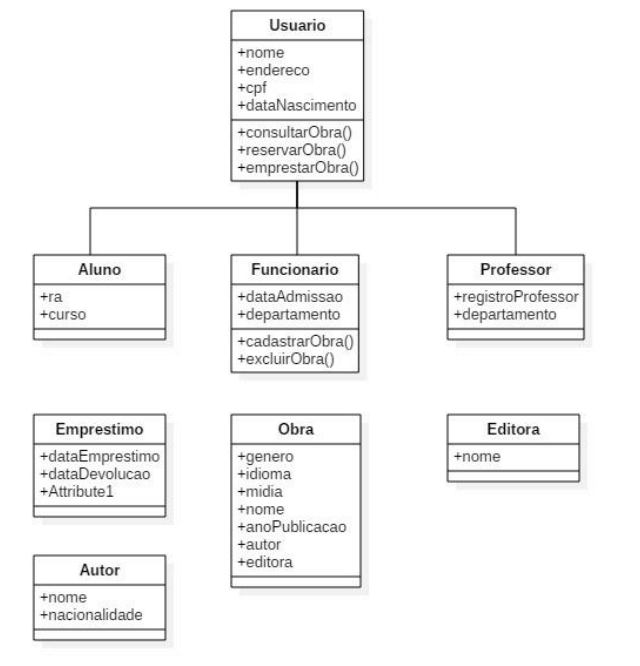 Usuario
+nome
+endereco
+cpf
+dataNascimento
+consultarObra()
+reservarObra()
+emprestarObra()
Aluno
+ra
+curso
Funcionario
+dataAdmissao
+departamento
+cadastrarObra()
+excluirObra()
Professor
+registroProfessor
+departamento
Emprestimo
+dataEmprestimo
+dataDevolucao
+Attribute1
Obra
+genero
+idioma
+midia
+nome
+anoPublicacao
+autor
+editora
Editora
+nome
Autor
+nome
+nacionalidade